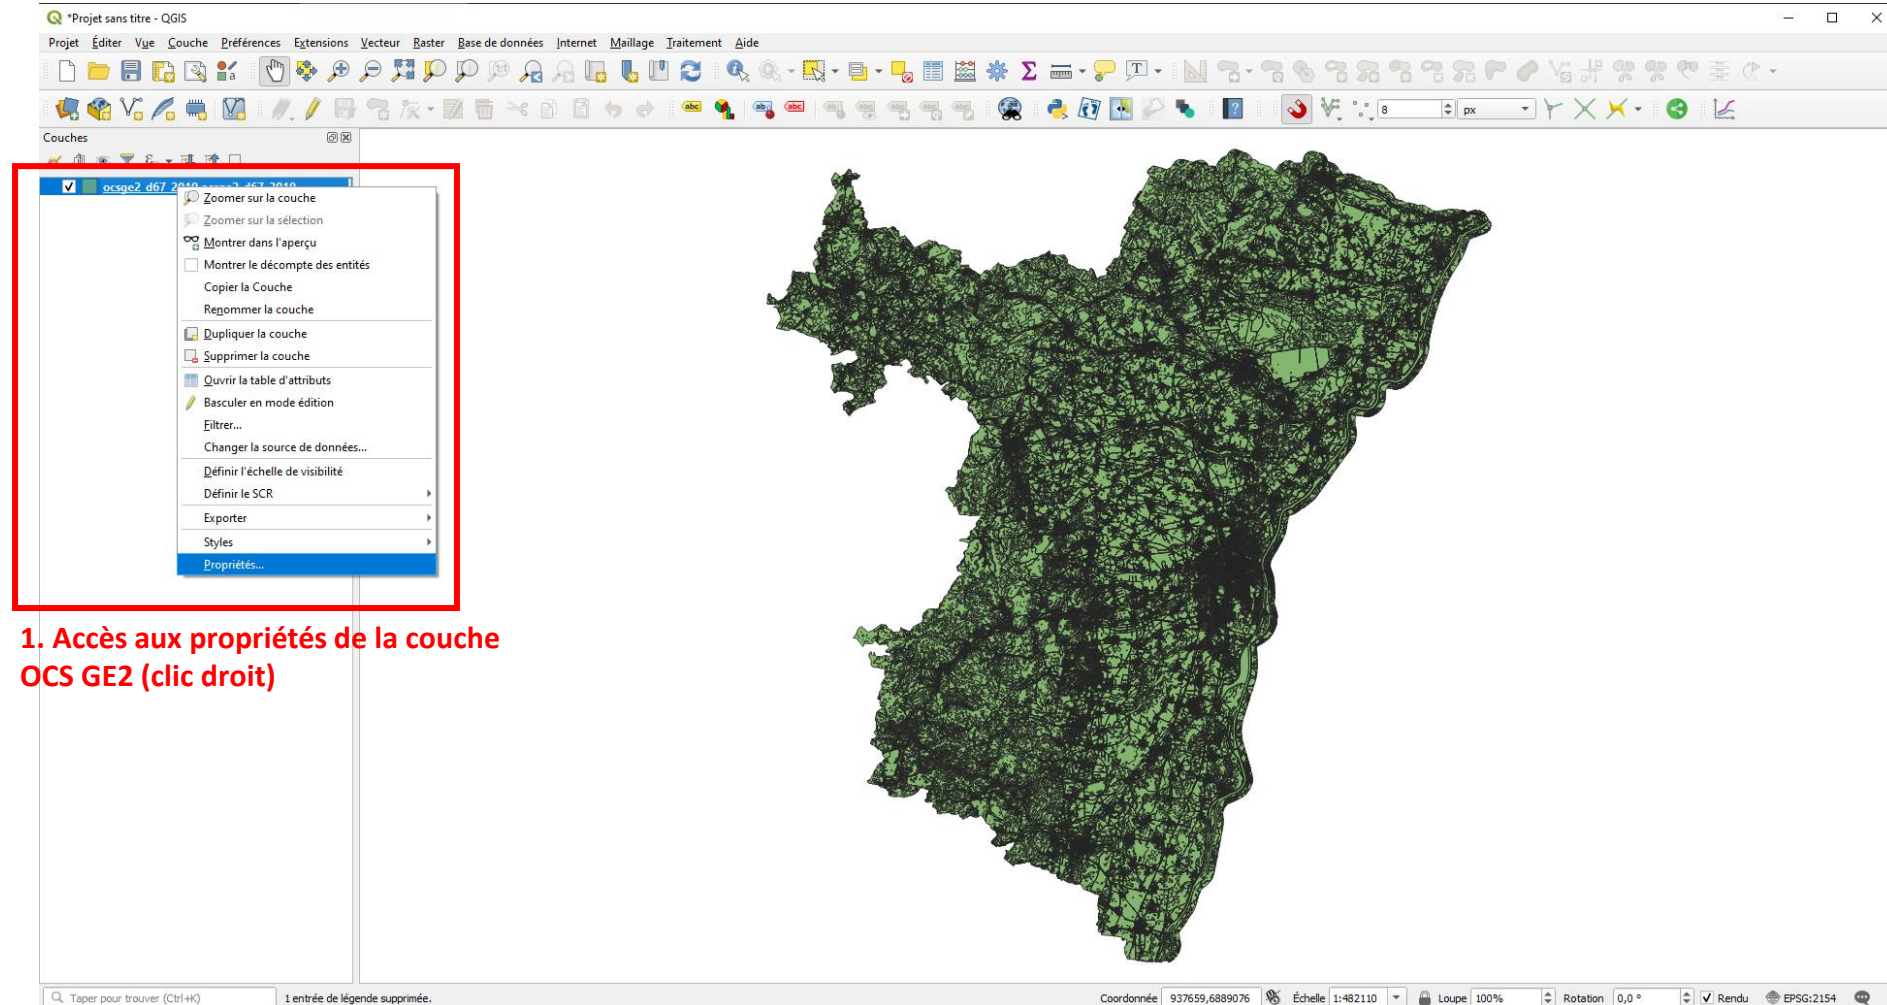 *Projet sans titre - QGIS
Projet Éditer Vue Couche Préférences Extensions Vecteur Raster Base de données Internet Maillage Traitement Aide
8 px
Couches
ocsge2_d67_2019
Zoomer sur la couche
Zoomer sur la sélection
Montrer dans l'aperçu
Montrer le décompte des entités
Copier la Couche
Renommer la couche
Dupliquer la couche
Supprimer la couche
Ouvrir la table d'attributs
Basculer en mode édition
Filtrer...
Changer la source de données...
Définir l'échelle de visibilité
Définir le SCR
Exporter
Styles
Propriétés...
1. Accès aux propriétés de la couche
OCS GE2 (clic droit)
Taper pour trouver (Ctrl+K) 1 entrée de légende supprimée. Coordonnée 937659,6889076 Échelle 1:482110 Loupe 100% Rotation 0,0 ° Rendu EPSG:2154